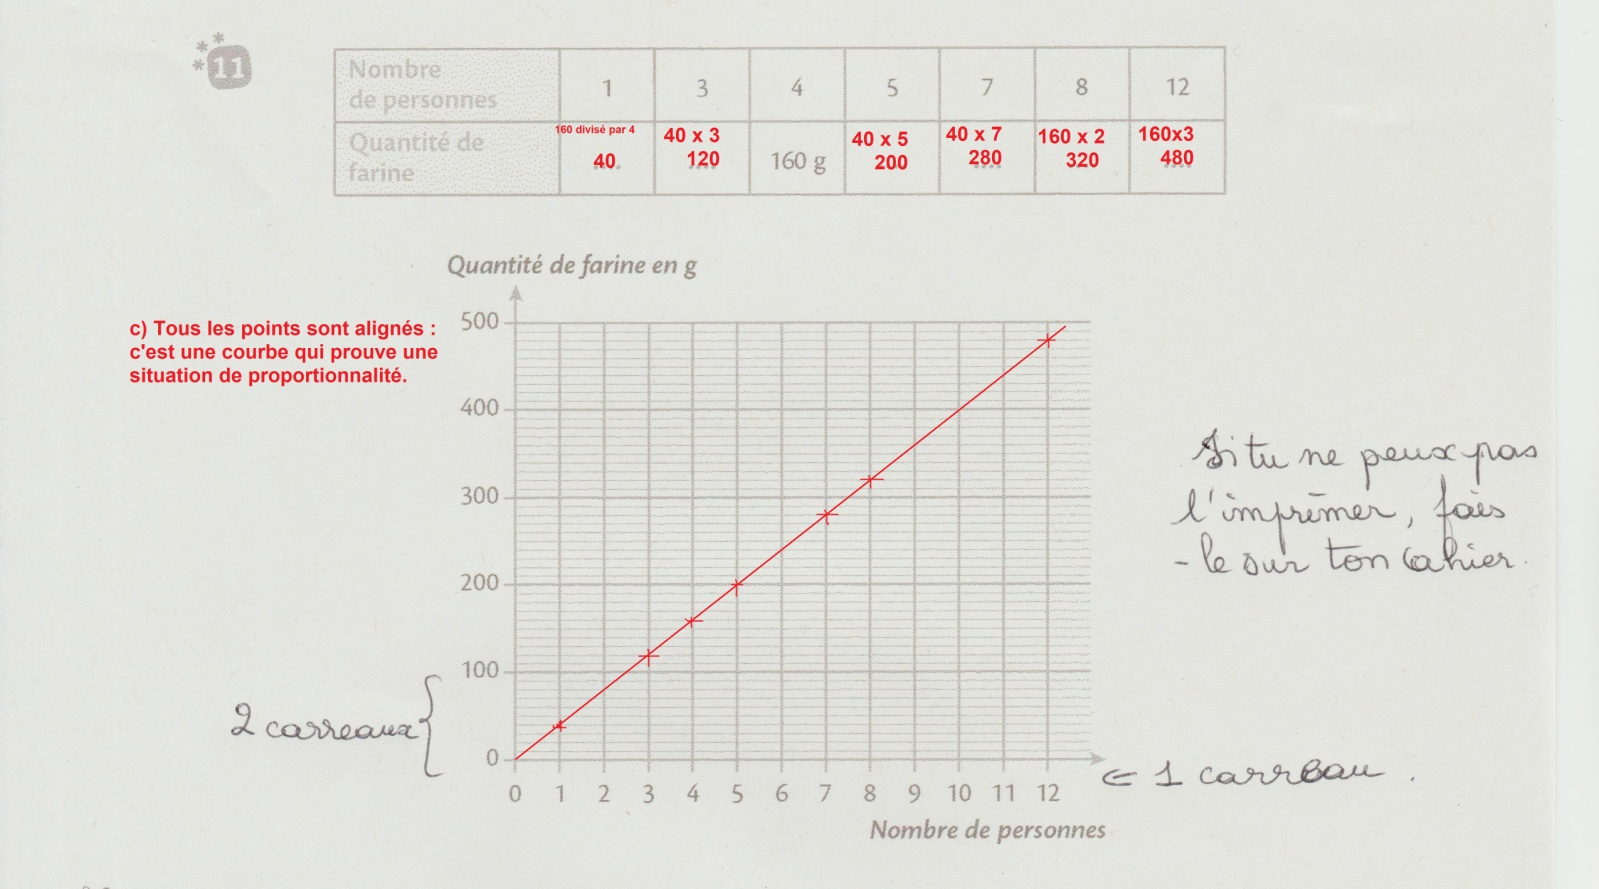 11
Nombre de personnes 1 3 4 5 7 8 12
Quantité de farine
160 divisé par 4 40 x 3 40 x 5 40 x 7 160 x 2 160x3
40 120 160 g 200 280 320 480
Quantité de farine en g
c) Tous les points sont alignés :
c'est une courbe qui prouve une
situation de proportionnalité.
500
400
300
200
100
0
Si tu ne peux pas
l'imprimer, fais
- le sur ton cahier.
2 carreaux
0 1 2 3 4 5 6 7 8 9 10 11 12
← 1 carreau .
Nombre de personnes